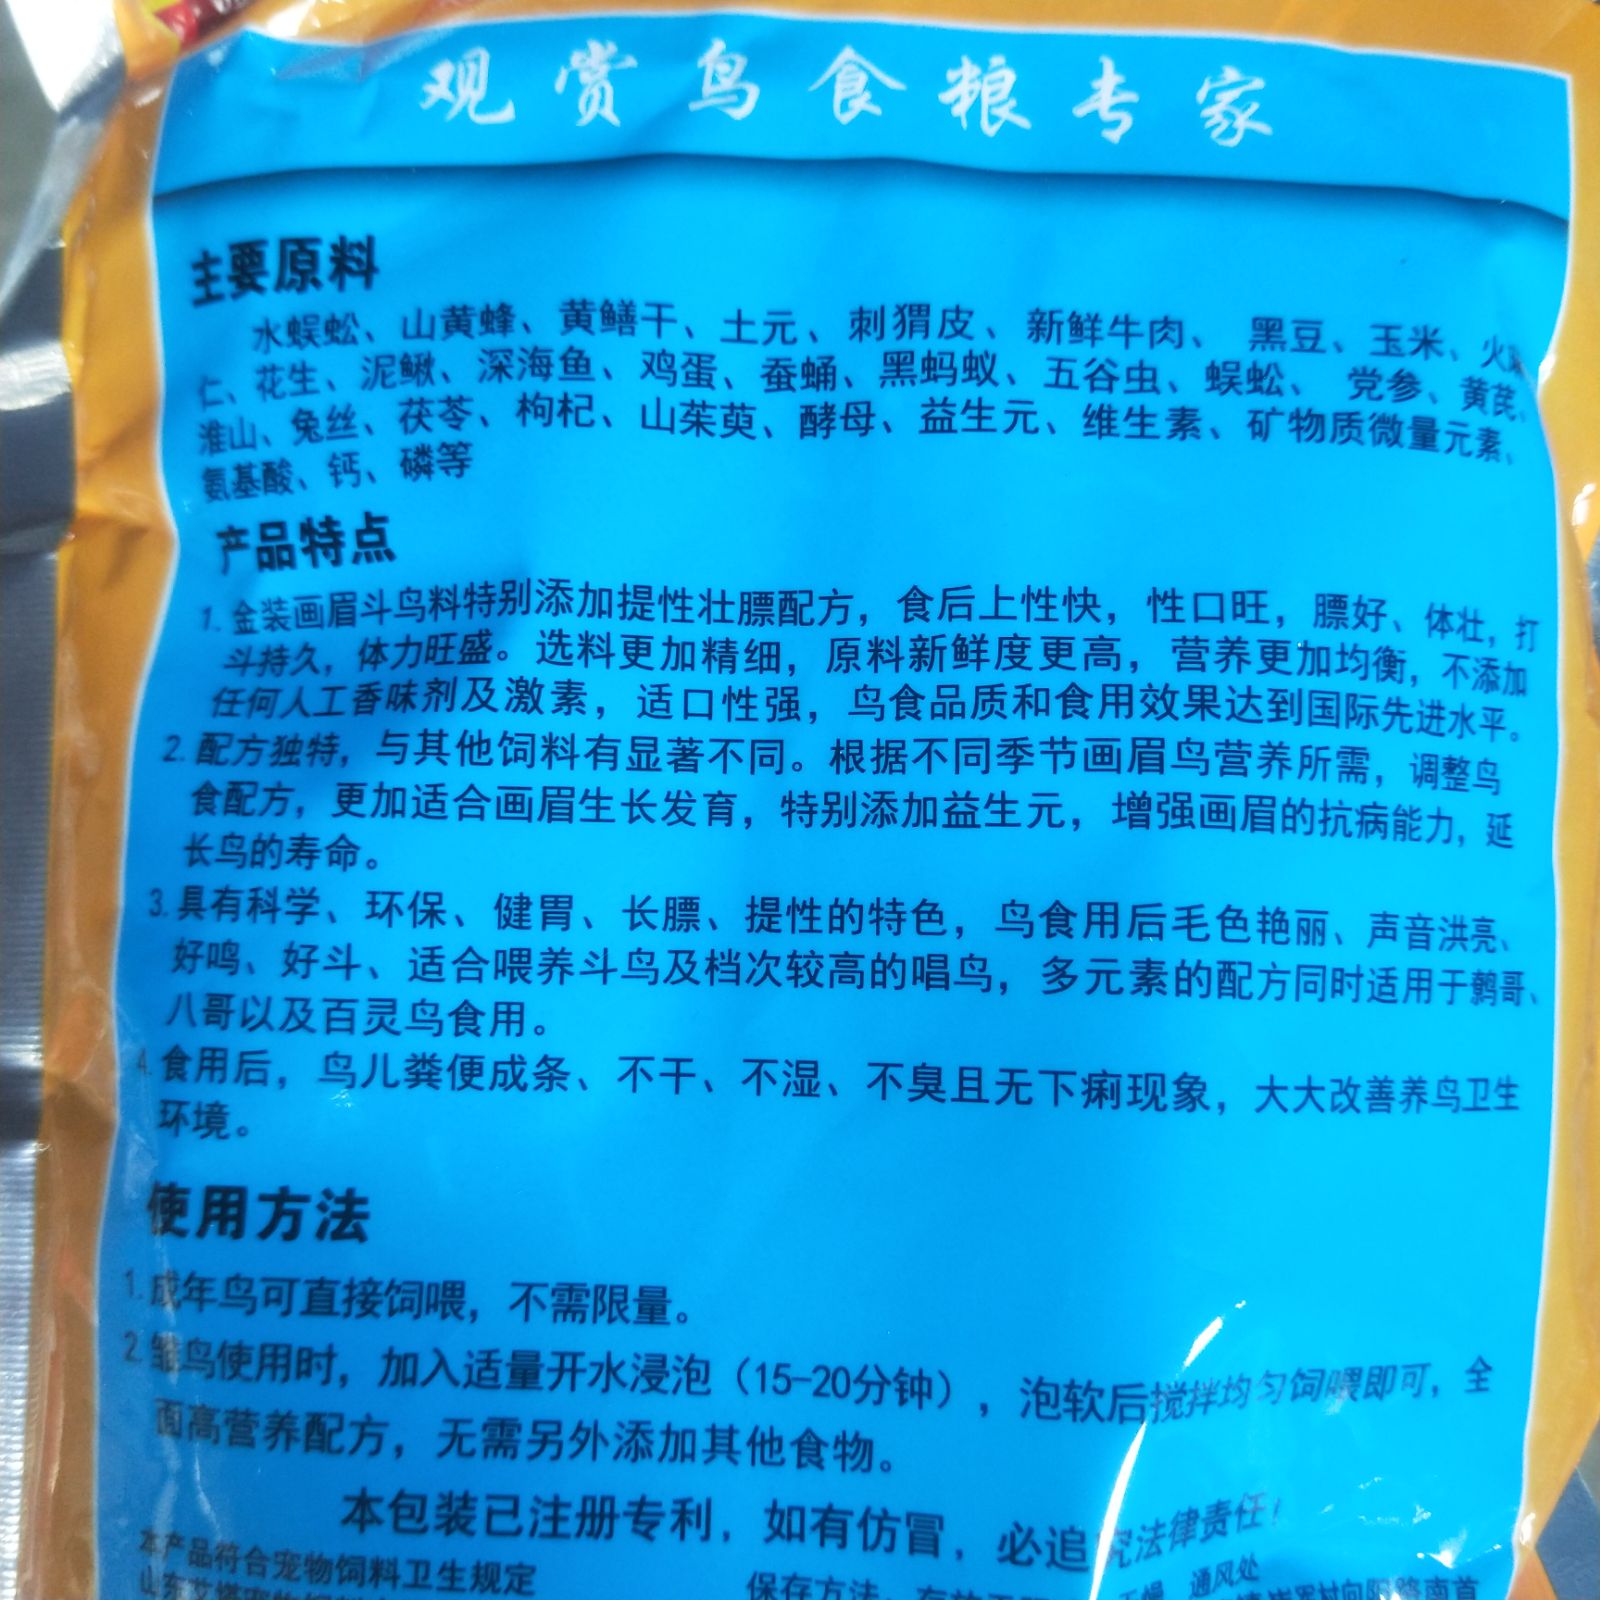 观赏鸟食粮专家
主要原料
水蜈蚣、山黄蜂、黄鳝干、土元、刺猬皮、新鲜牛肉、黑豆、玉米、火麻
仁、花生、泥鳅、深海鱼、鸡蛋、蚕蛹、黑蚂蚁、五谷虫、蜈蚣、党参、黄芪、
淮山、兔丝、茯苓、枸杞、山茱萸、酵母、益生元、维生素、矿物质微量元素、
氨基酸、钙、磷等
产品特点
1. 金装画眉斗鸟料特别添加提性壮膘配方，食后上性快，性口旺，膘好、体壮，打
斗持久，体力旺盛。选料更加精细，原料新鲜度更高，营养更加均衡，不添加
任何人工香味剂及激素，适口性强，鸟食品质和食用效果达到国际先进水平。
2. 配方独特，与其他饲料有显著不同。根据不同季节画眉鸟营养所需，调整鸟
食配方，更加适合画眉生长发育，特别添加益生元，增强画眉的抗病能力，延
长鸟的寿命。
3. 具有科学、环保、健胃、长膘、提性的特色，鸟食用后毛色艳丽、声音洪亮、
好鸣、好斗、适合喂养斗鸟及档次较高的唱鸟，多元素的配方同时适用于鹩哥、
八哥以及百灵鸟食用。
4. 食用后，鸟儿粪便成条、不干、不湿、不臭且无下痢现象，大大改善养鸟卫生
环境。
使用方法
1. 成年鸟可直接饲喂，不需限量。
2. 雏鸟使用时，加入适量开水浸泡（15-20分钟），泡软后搅拌均匀饲喂即可，全
面高营养配方，无需另外添加其他食物。
本包装已注册专利，如有仿冒，必追究法律责任！
本产品符合宠物饲料卫生规定
保存方法：存放于 干燥、通风处
山东 村向阳路南首